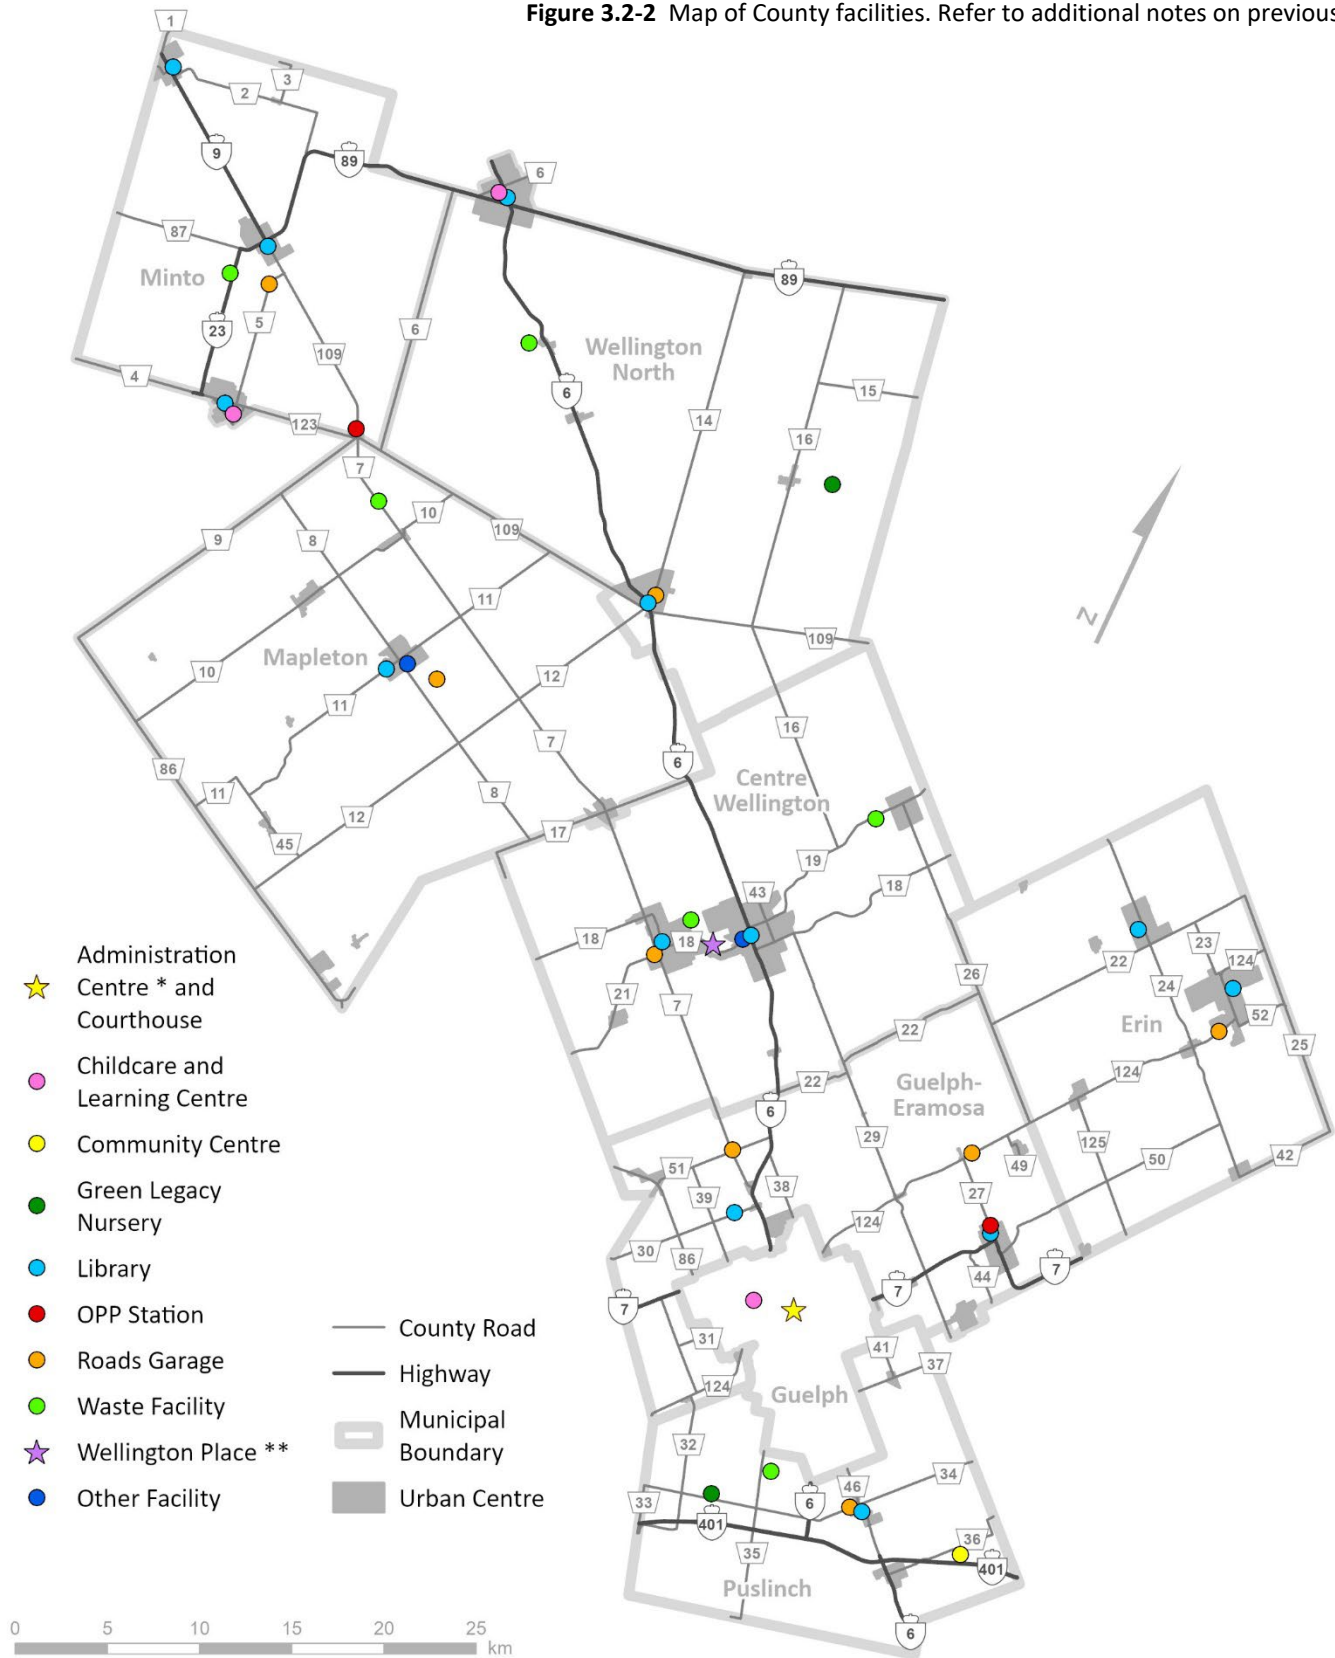 Figure 3.2-2 Map of County facilities. Refer to additional notes on previous
1
3
2
9
89
6
87
Minto
89
23
5
6
109
Wellington
North
4
6
15
14
123
16
7
10
109
9
8
11
109
Mapleton
10
12
11
16
7
6
86
Centre
Wellington
11
8
12
17
45
19
43
18
18
18
23
22
124
26
24
21
7
52
Erin
22
25
124
22
Guelph-
Eramosa
6
29
125
50
42
51
49
38
27
39
124
30
86
7
44
7
7
31
41
37
124
Guelph
32
34
46
33
6
401
36
35
401
Puslinch
6
N
Administration
Centre * and
Courthouse
Childcare and
Learning Centre
Community Centre
Green Legacy
Nursery
Library
OPP Station
Roads Garage
Waste Facility
Wellington Place **
Other Facility
County Road
Highway
Municipal
Boundary
Urban Centre
0 5 10 15 20 25
km